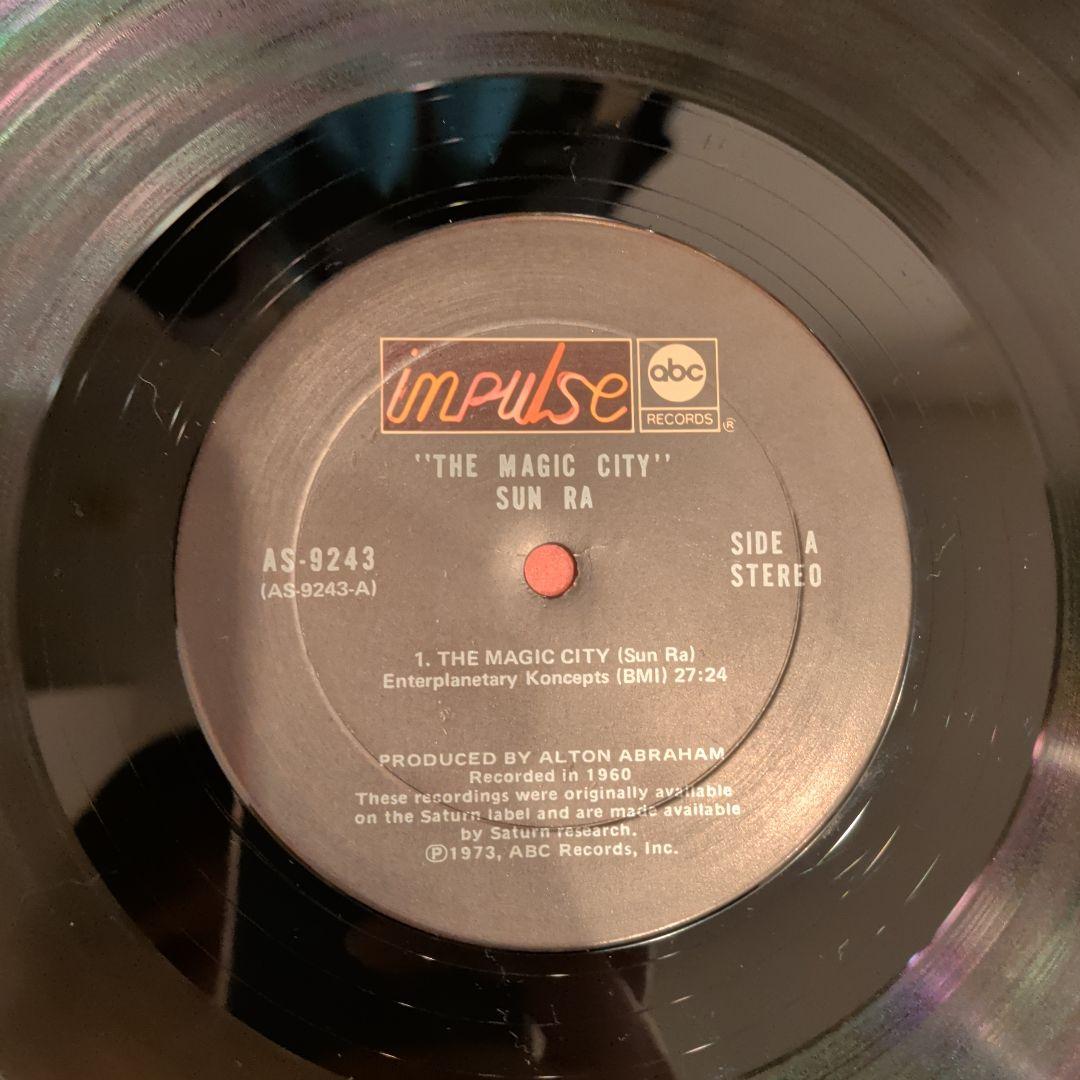 impulse
abc
RECORDS ®
"THE MAGIC CITY"
SUN RA
AS-9243
(AS-9243-A)
SIDE A
STEREO
1. THE MAGIC CITY (Sun Ra)
Enterplanetary Koncepts (BMI) 27:24
PRODUCED BY ALTON ABRAHAM
Recorded in 1960
These recordings were originally available
on the Saturn label and are made available
by Saturn research.
Ⓟ1973, ABC Records, Inc.